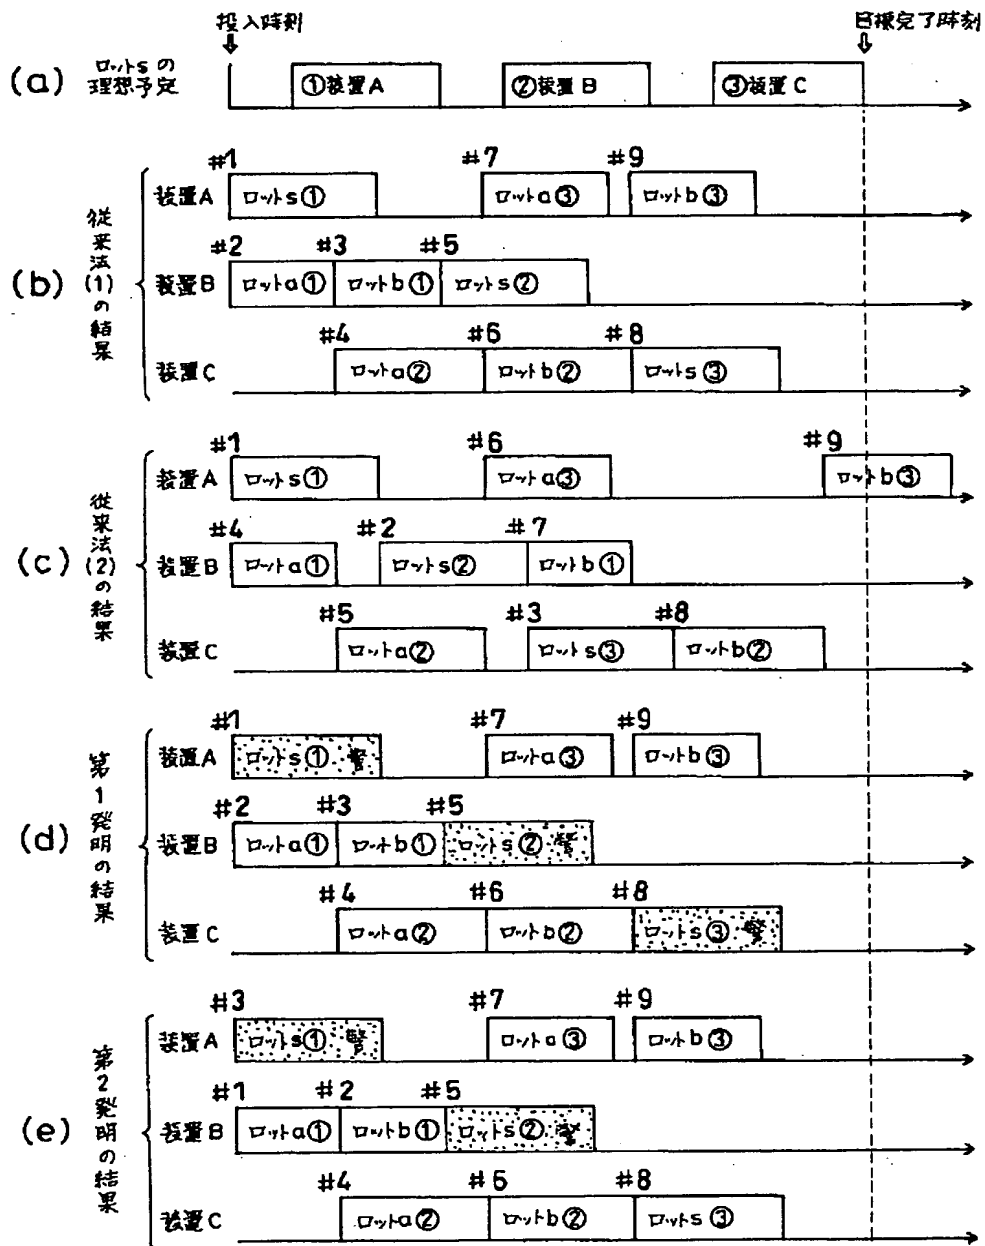 投入時刻 目標完了時刻
(a) ロットsの理想予定 ①装置A ②装置B ③装置C
(b) 従来法(1)の結果
#1 #7 #9
装置A ロットs① ロットa③ ロットb③
#2 #3 #5
装置B ロットa① ロットb① ロットs②
#4 #6 #8
装置C ロットa② ロットb② ロットs③
(c) 従来法(2)の結果
#1 #6 #9
装置A ロットs① ロットa③ ロットb③
#4 #2 #7
装置B ロットa① ロットs② ロットb①
#5 #3 #8
装置C ロットa② ロットs③ ロットb②
(d) 第1発明の結果
#1 #7 #9
装置A ロットs① 警 ロットa③ ロットb③
#2 #3 #5
装置B ロットa① ロットb① ロットs② 警
#4 #6 #8
装置C ロットa② ロットb② ロットs③ 警
(e) 第2発明の結果
#3 #7 #9
装置A ロットs① 警 ロットa③ ロットb③
#1 #2 #5
装置B ロットa① ロットb① ロットs② 警
#4 #6 #8
装置C ロットa② ロットb② ロットs③